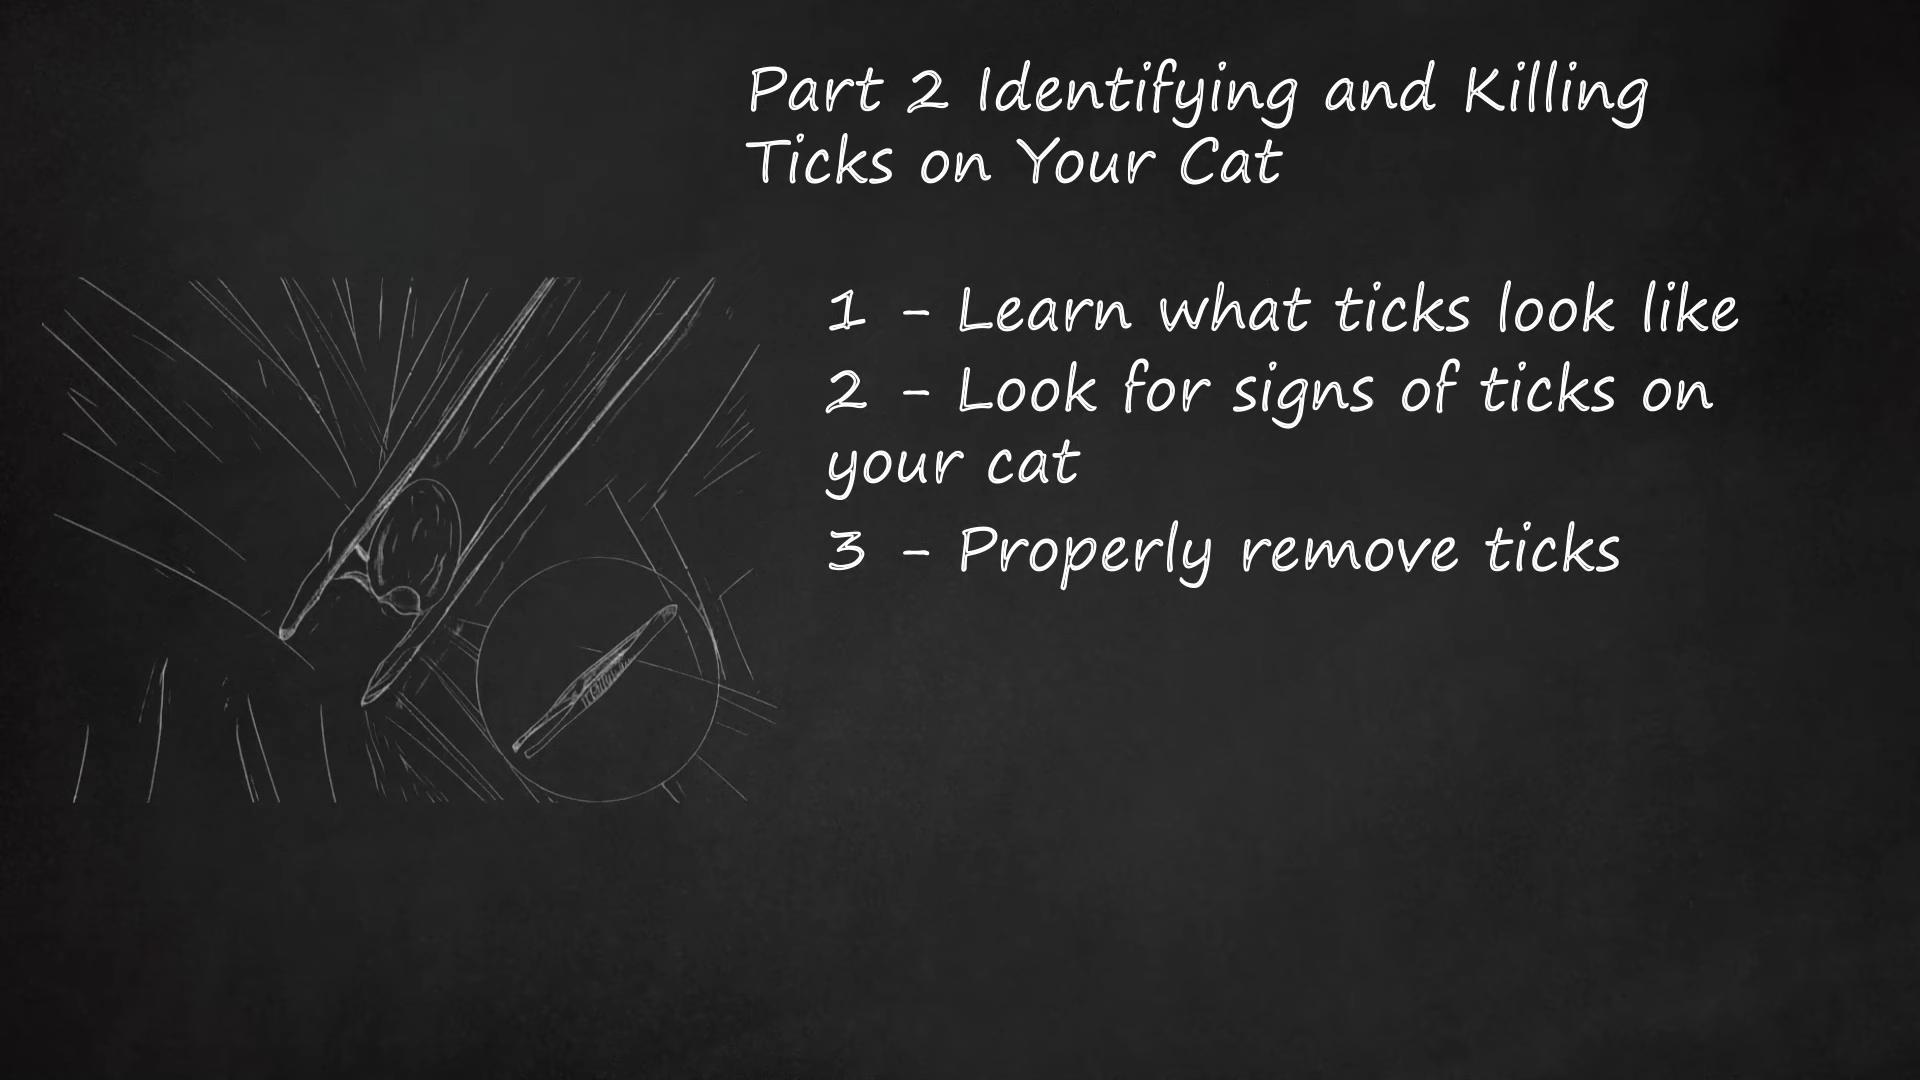 Part 2 Identifying and Killing
Ticks on Your Cat
1 - Learn what ticks look like
2 - Look for signs of ticks on
your cat
3 - Properly remove ticks